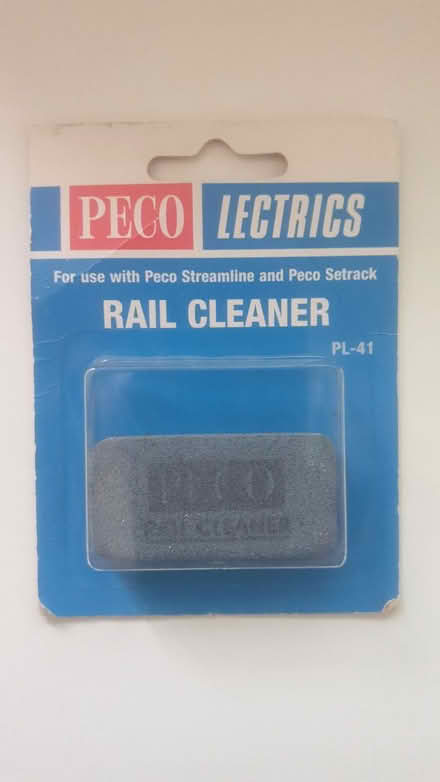 PECO LECTRICS
For use with Peco Streamline and Peco Setrack
RAIL CLEANER
PL-41
PECO
RAIL CLEANER